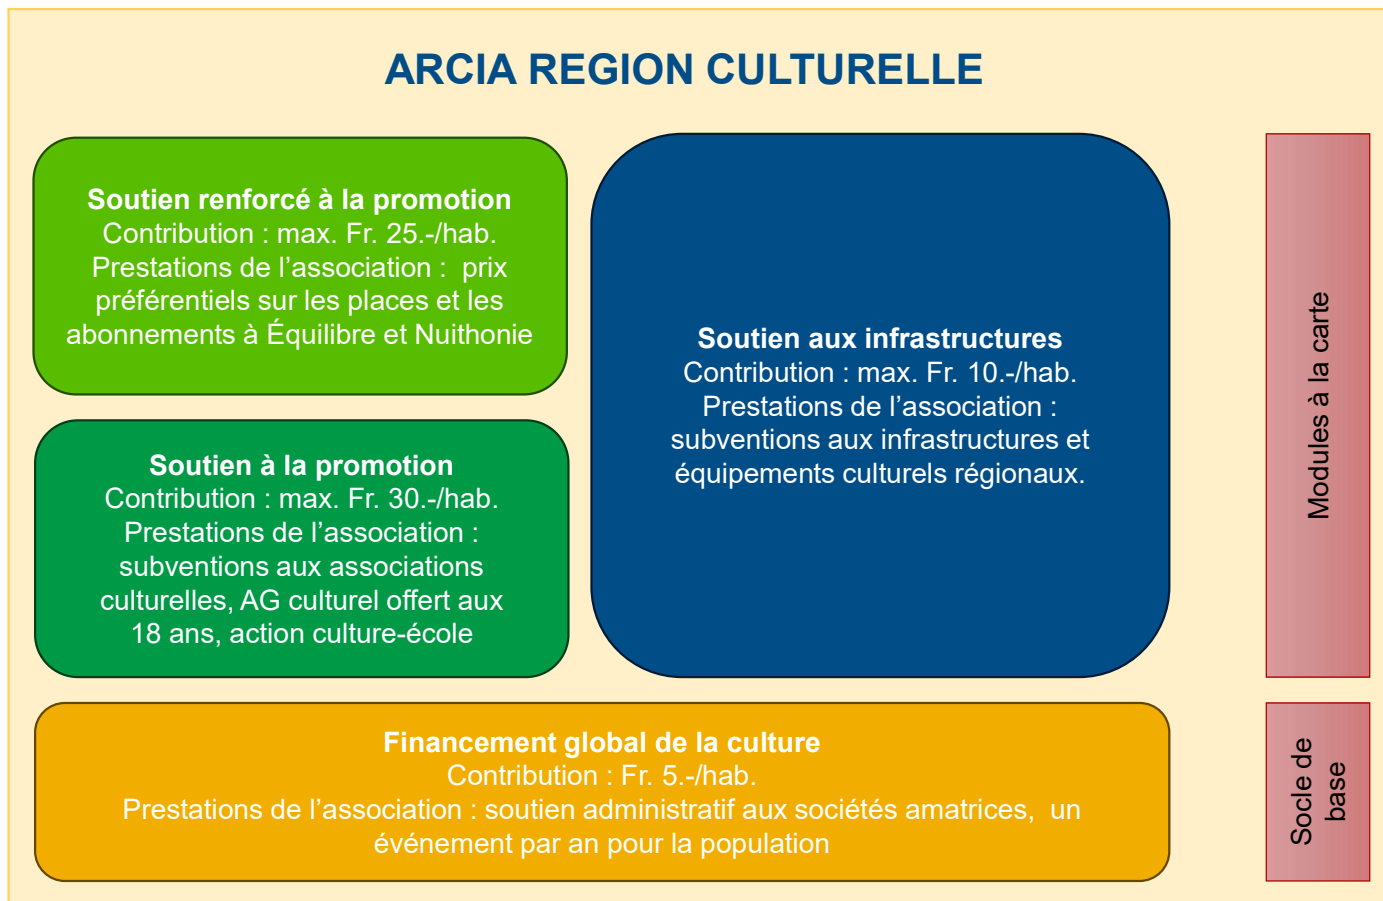 ARCIA REGION CULTURELLE
Soutien renforcé à la promotion
Contribution : max. Fr. 25.-/hab.
Prestations de l’association :  prix
préférentiels sur les places et les
abonnements à Équilibre et Nuithonie
Soutien à la promotion
Contribution : max. Fr. 30.-/hab.
Prestations de l’association :
subventions aux associations
culturelles, AG culturel offert aux
18 ans, action culture-école
Soutien aux infrastructures
Contribution : max. Fr. 10.-/hab.
Prestations de l’association :
subventions aux infrastructures et
équipements culturels régionaux.
Modules à la carte
Financement global de la culture
Contribution : Fr. 5.-/hab.
Prestations de l’association : soutien administratif aux sociétés amatrices,  un
événement par an pour la population
Socle de
base